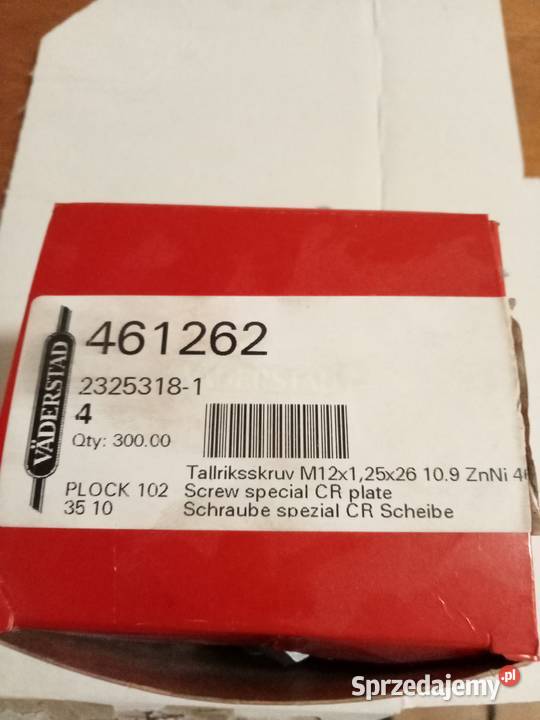 VÄDERSTAD
461262
2325318-1
4
Qty: 300.00
Tallriksskruv M12x1,25x26 10.9 ZnNi
PLOCK 102 Screw special CR plate
35 10 Schraube spezial CR Scheibe
Sprzedajemy.pl